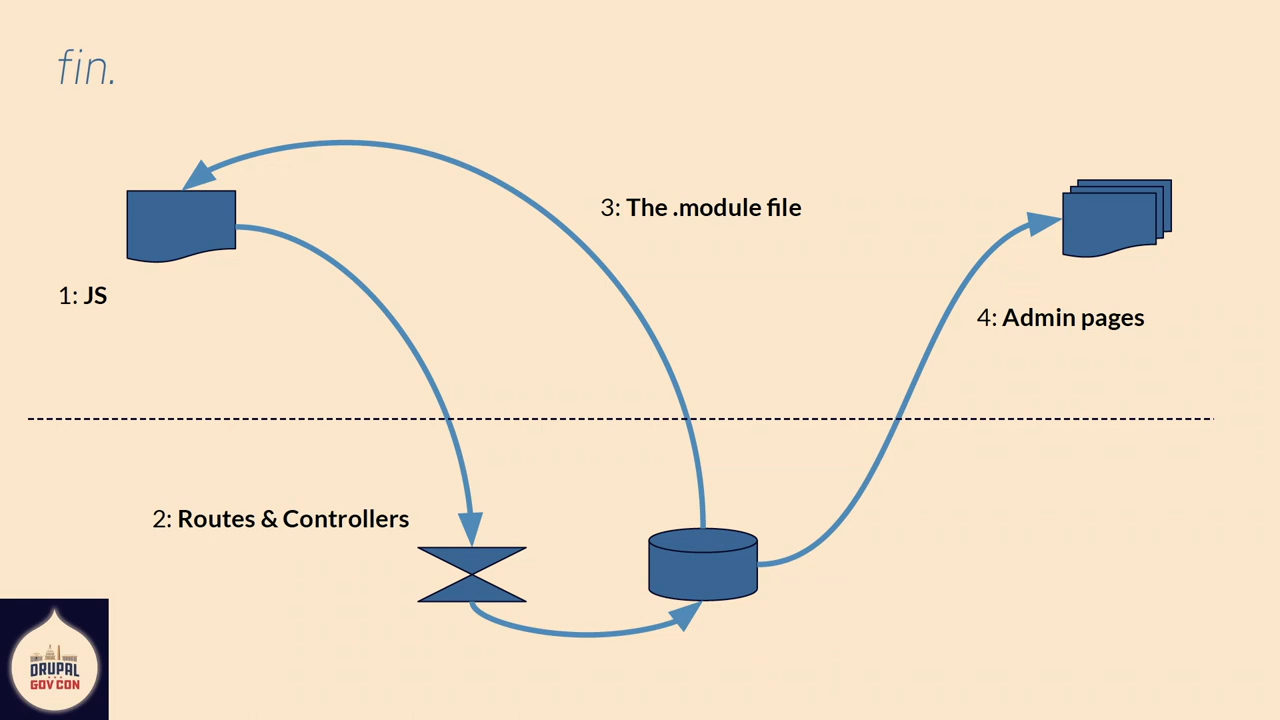 fin.
3: The .module file
1: JS
4: Admin pages
2: Routes & Controllers
DRUPAL
GOV CON